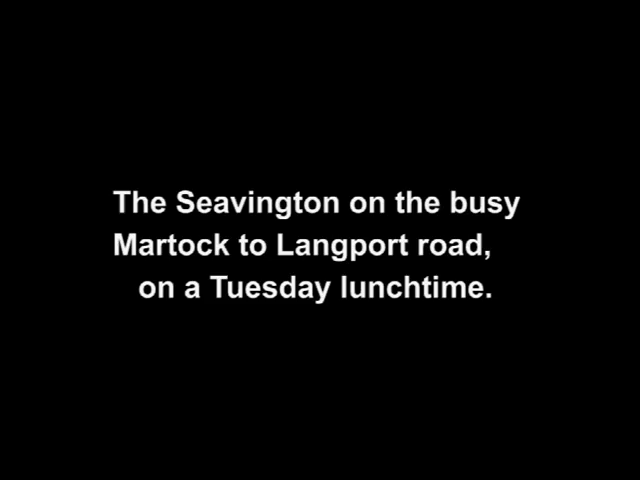 The Seavington on the busy
Martock to Langport road,
on a Tuesday lunchtime.